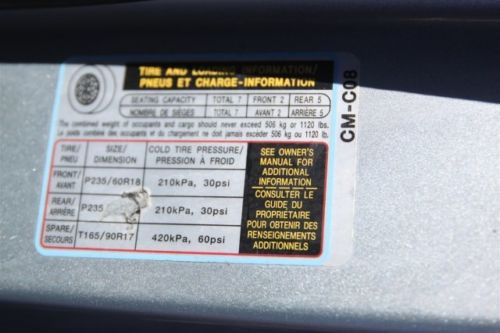 TIRE AND LOADING INFORMATION/
PNEUS ET CHARGE-INFORMATION
SEATING CAPACITY TOTAL 7 FRONT 2 REAR 5
NOMBRE DE SIÈGES TOTAL 7 AVANT 2 ARRIÈRE 5
The combined weight of occupants and cargo should never exceed 506 kg or 1120 lbs.
Le poids combiné des occupants et du chargement ne doit jamais excéder 506 kg ou 1120 lb.
TIRE/ SIZE/ COLD TIRE PRESSURE/
PNEU DIMENSION PRESSION À FROID
FRONT/
AVANT P235/60R18 210kPa, 30psi
REAR/
ARRIÈRE P235 210kPa, 30psi
SPARE/
SECOURS T165/90R17 420kPa, 60psi
SEE OWNER'S
MANUAL FOR
ADDITIONAL
INFORMATION
CONSULTER LE
GUIDE DU
PROPRIÉTAIRE
POUR OBTENIR DES
RENSEIGNEMENTS
ADDITIONNELS
CM-C08